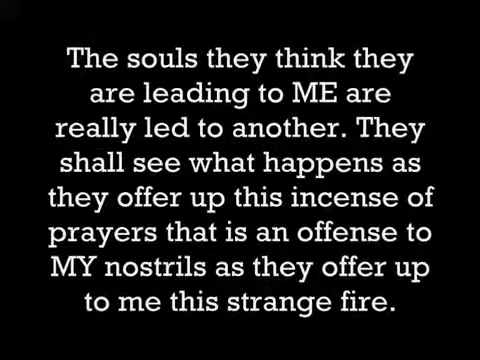 The souls they think they
are leading to ME are
really led to another. They
shall see what happens as
they offer up this incense of
prayers that is an offense to
MY nostrils as they offer up
to me this strange fire.